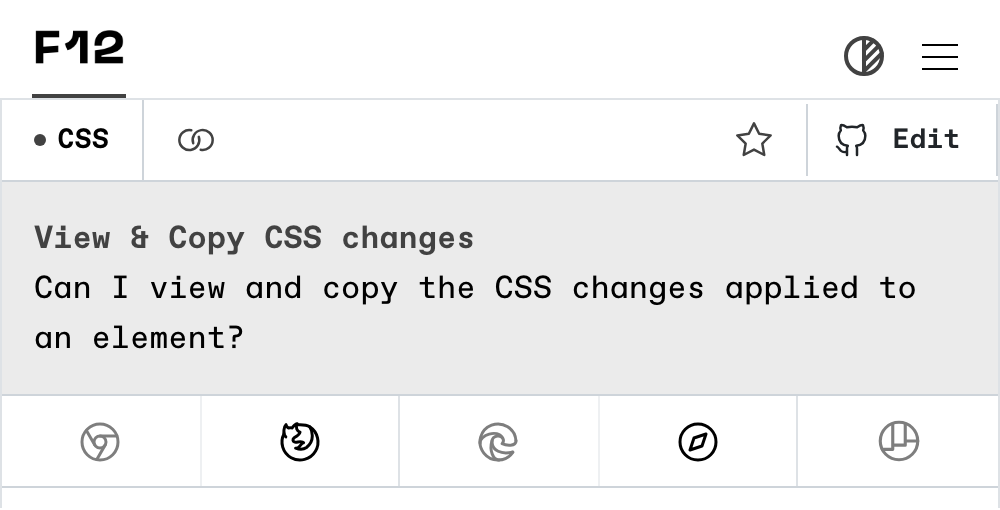 F12
CSS
Edit
View & Copy CSS changes
Can I view and copy the CSS changes applied to
an element?